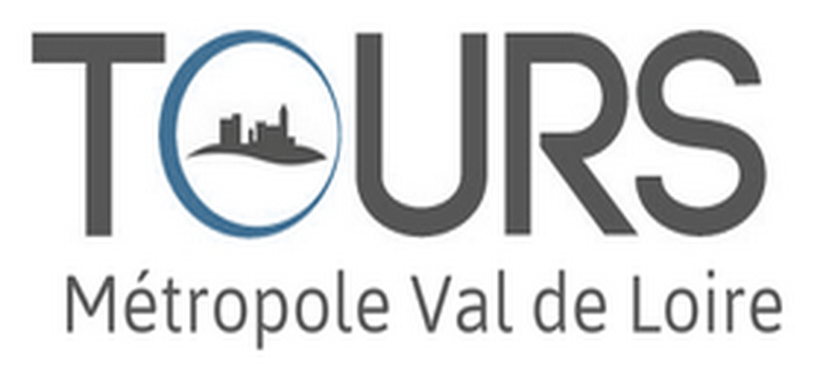 TOURS
Métropole Val de Loire